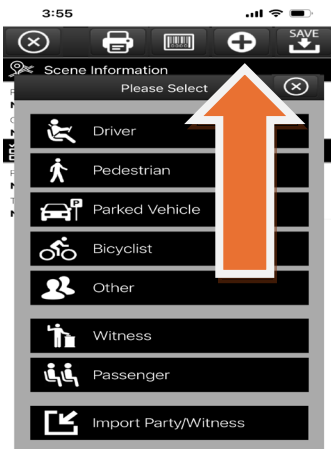 3:55
SAVE
Scene Information
Please Select
Driver
Pedestrian
P
Parked Vehicle
Bicyclist
Other
Witness
Passenger
Import Party/Witness